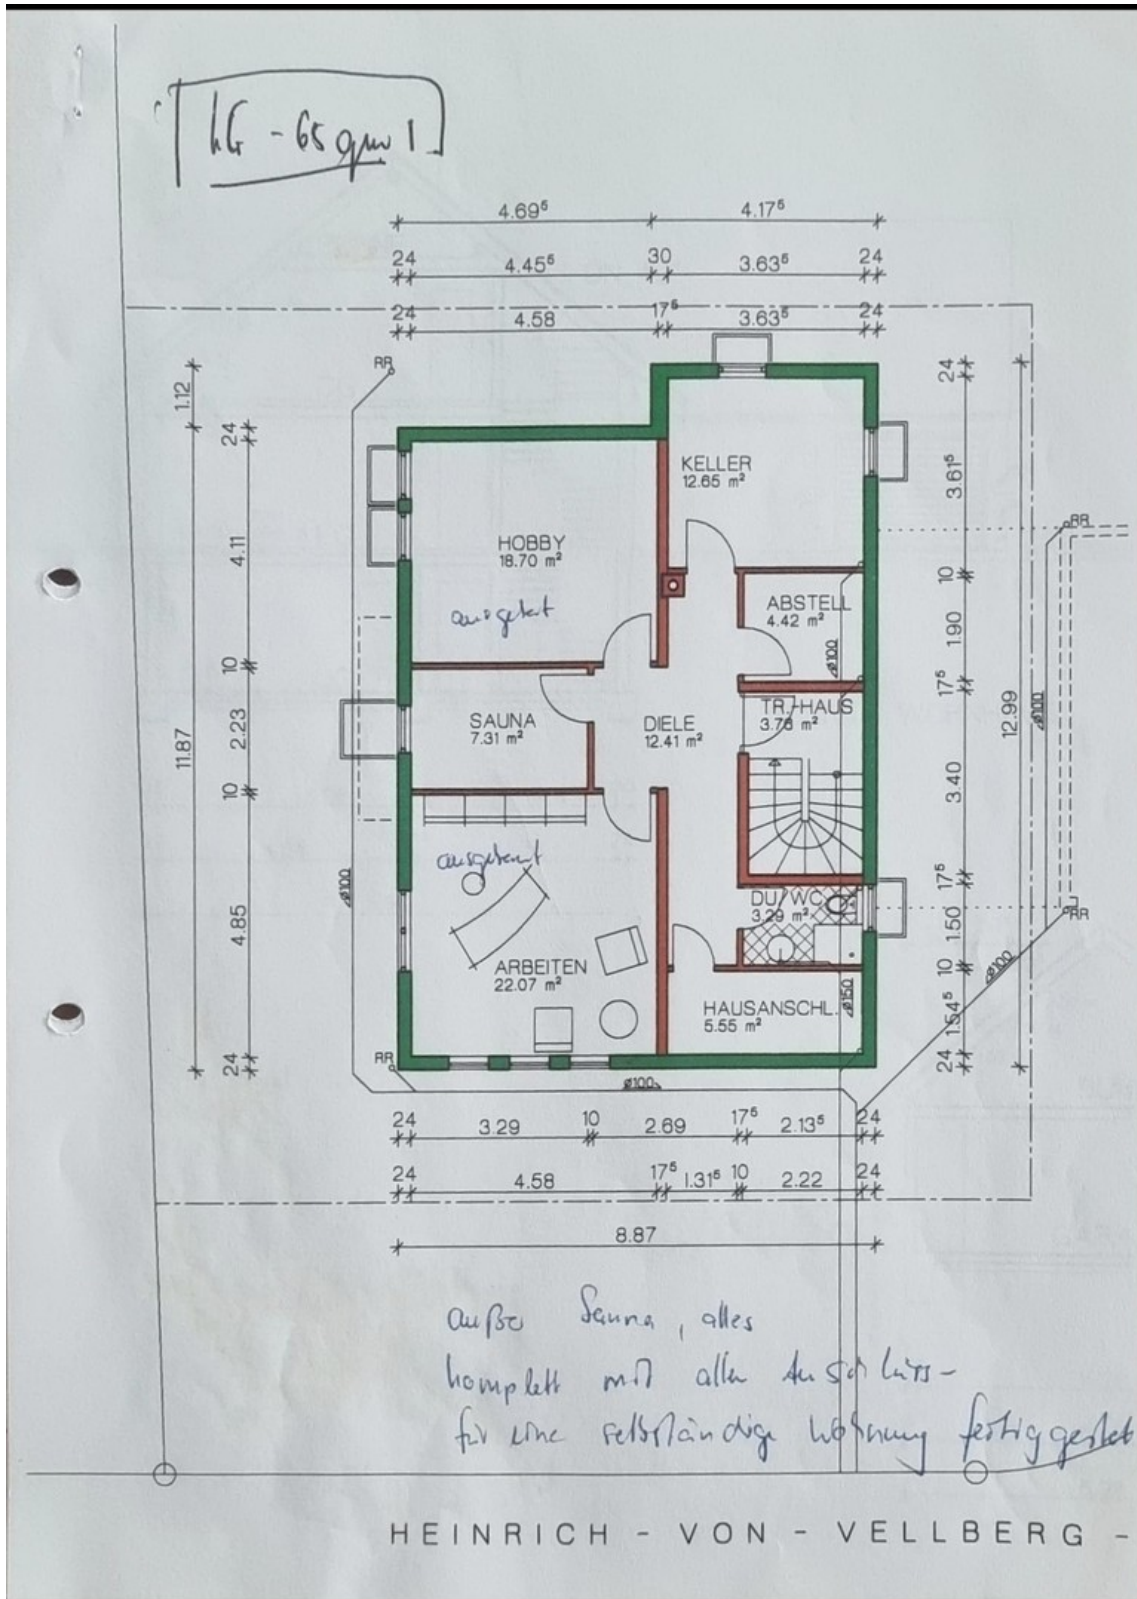 KG - 65 qm!
4.69⁵ 4.17⁵
24 4.45⁵ 30 3.63⁵ 24
24 4.58 17⁵ 3.63⁵ 24
RR
1.12
24
4.11
10
2.23
10
4.85
24
11.87
KELLER
12.65 m²
HOBBY
18.70 m²
ausgebaut
ABSTELL
4.42 m²
ø100
SAUNA
7.31 m²
DIELE
12.41 m²
TR.-HAUS
3.76 m²
ausgebaut
ARBEITEN
22.07 m²
DU/WC
3.29 m²
HAUSANSCHL.
5.55 m²
ø150
ø100
RR
ø100
24
3.61⁵
10
1.90
17⁵
3.40
17⁵
1.50
10
1.54⁵
24
12.99
RR
ø100
RR
ø100
24 3.29 10 2.69 17⁵ 2.13⁵ 24
24 4.58 17⁵ 1.31⁵ 10 2.22 24
8.87
außer Sauna, alles
komplett mit allen Anschlüss-
für eine selbständige Wohnung fertiggestel
HEINRICH - VON - VELLBERG -